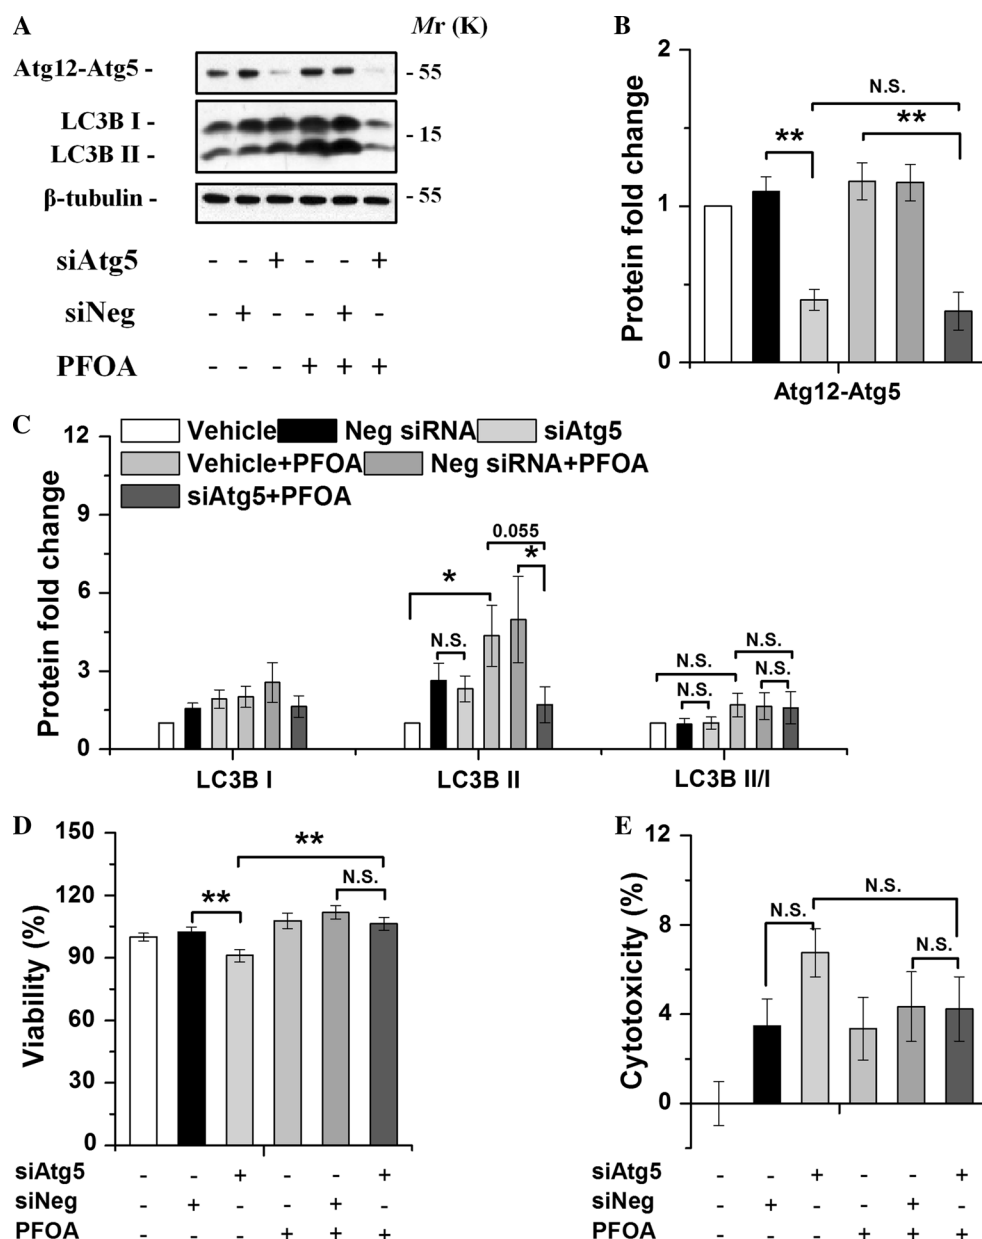 A
Mr (K)
Atg12-Atg5 -
- 55
LC3B I -
- 15
LC3B II -
β-tubulin -
- 55
siAtg5 - - + - - +
siNeg - + - - + -
PFOA - - - + + +
B
Protein fold change
2
1
0
**
**
N.S.
Atg12-Atg5
C
Protein fold change
12
9
6
3
0
Vehicle Neg siRNA siAtg5
Vehicle+PFOA Neg siRNA+PFOA
siAtg5+PFOA
0.055
*
*
N.S.
N.S.
N.S.
N.S.
N.S.
LC3B I LC3B II LC3B II/I
D
Viability (%)
150
120
90
60
30
0
**
**
N.S.
siAtg5 - - + - - +
siNeg - + - - + -
PFOA - - - + + +
E
Cytotoxicity (%)
12
8
4
0
N.S.
N.S.
N.S.
siAtg5 - - + - - +
siNeg - + - - + -
PFOA - - - + + +